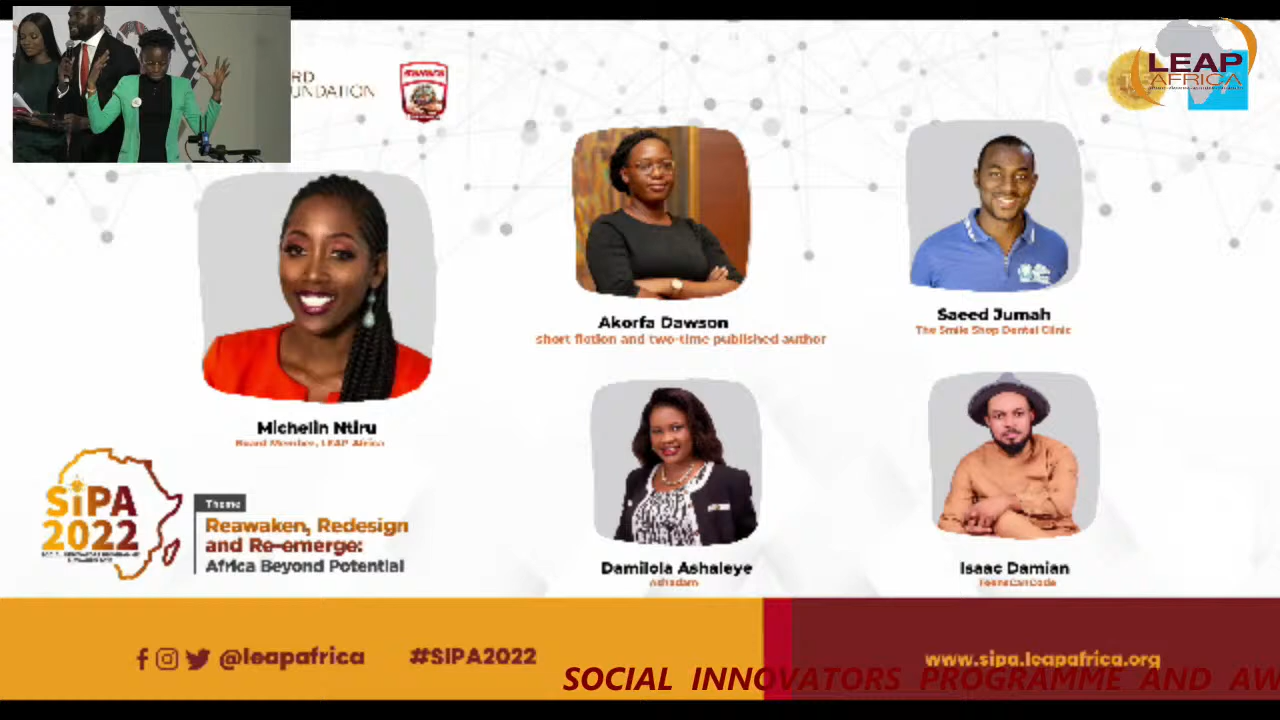 RD
UNDATION
LEAP
AFRICA
Akorfa Dawson
short fiction and two-time published author
Saeed Jumah
The Smile Shop Dental Clinic
Michelin Ntiru
Board Member, LEAP Africa
Damilola Ashaleye
Ashdam
Isaac Damian
TeensCanCode
SiPA
2022
Theme
Reawaken, Redesign
and Re-emerge:
Africa Beyond Potential
@leapafrica
#SIPA2022
www.sipa.leapafrica.org
SOCIAL INNOVATORS PROGRAMME AND AW